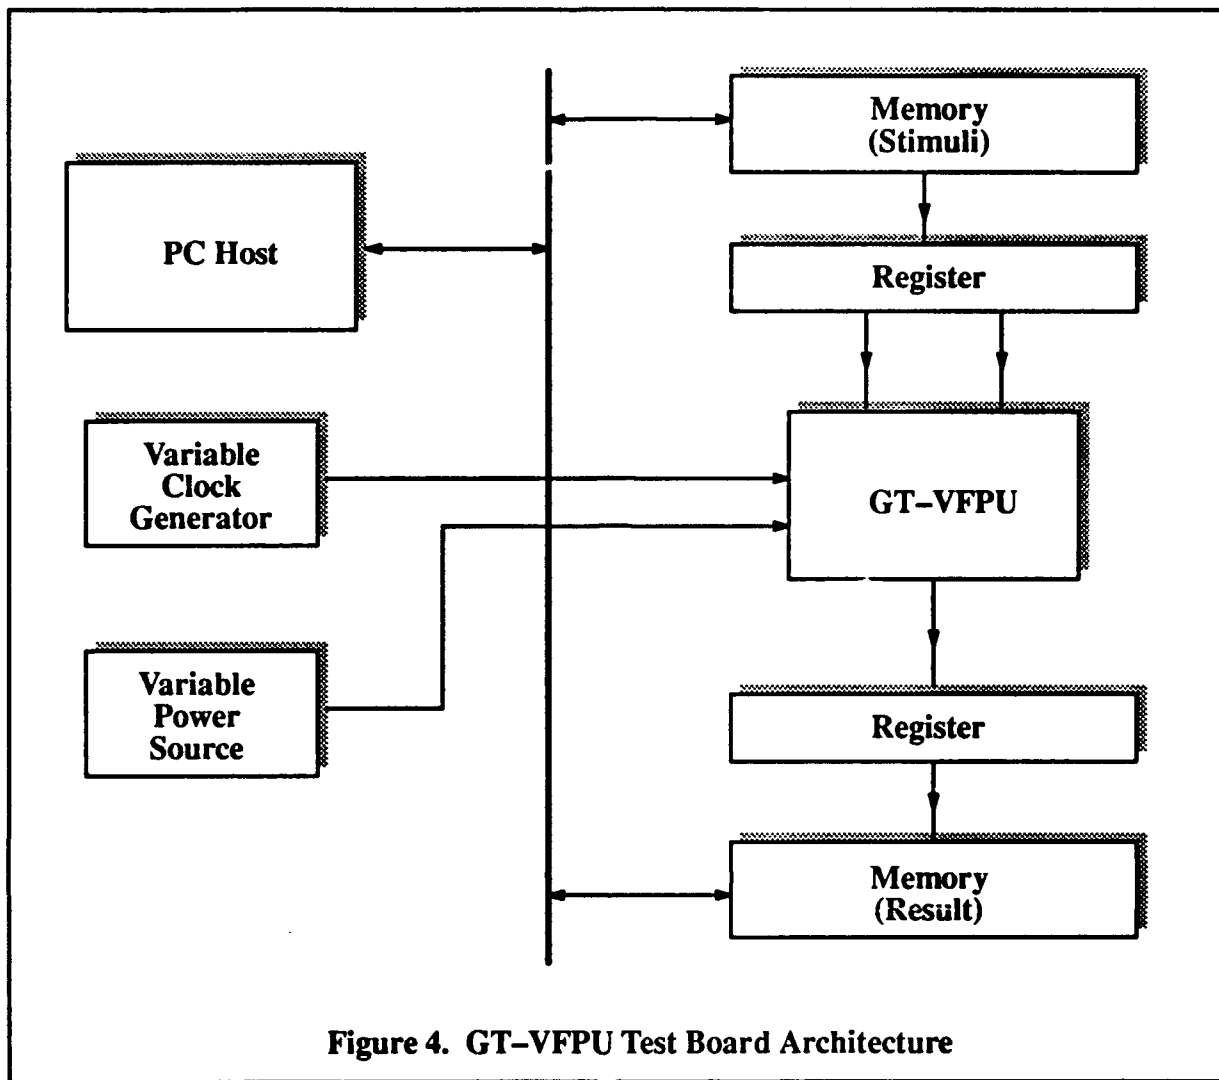 Memory
(Stimuli)
PC Host
Register
Variable
Clock
Generator
GT–VFPU
Variable
Power
Source
Register
Memory
(Result)
Figure 4. GT–VFPU Test Board Architecture